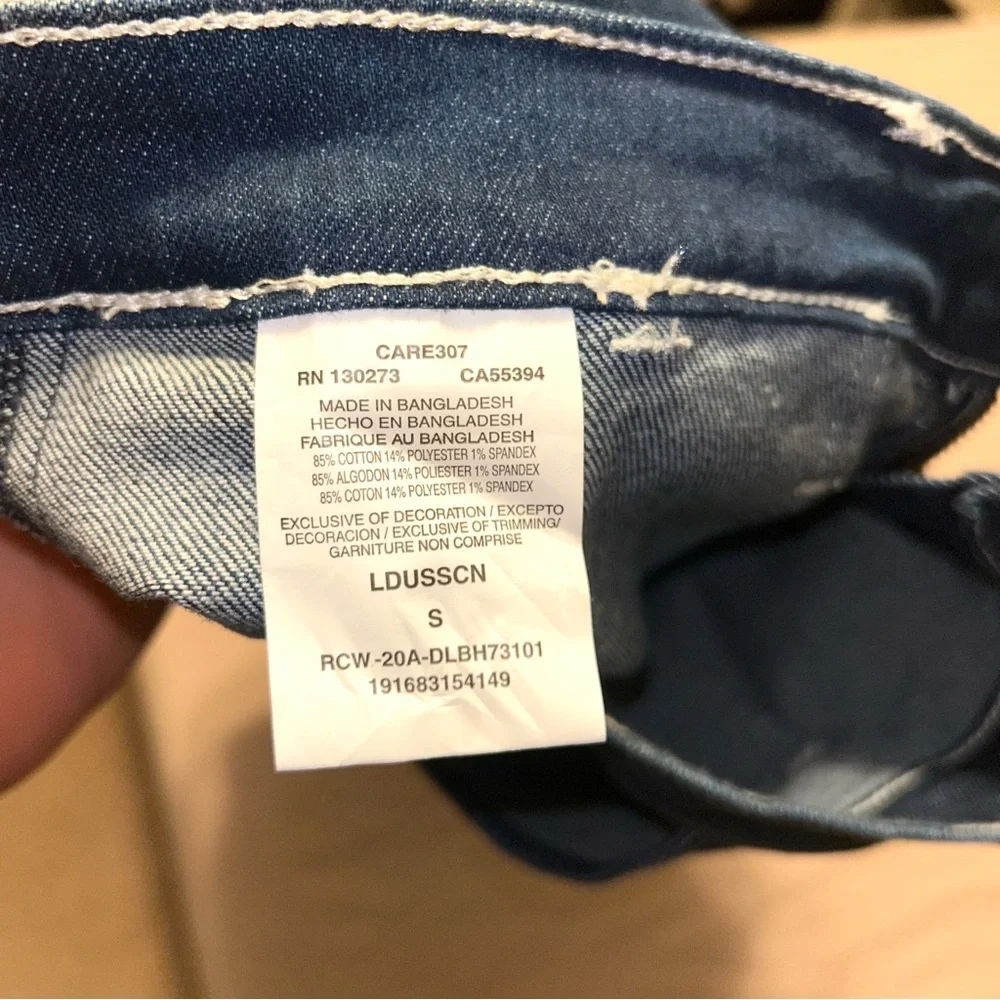 CARE307
RN 130273 CA55394
MADE IN BANGLADESH
HECHO EN BANGLADESH
FABRIQUE AU BANGLADESH
85% COTTON 14% POLYESTER 1% SPANDEX
85% ALGODON 14% POLIESTER 1% SPANDEX
85% COTON 14% POLYESTER 1% SPANDEX
EXCLUSIVE OF DECORATION / EXCEPTO
DECORACION / EXCLUSIVE OF TRIMMING/
GARNITURE NON COMPRISE
LDUSSCN
S
RCW-20A-DLBH73101
191683154149